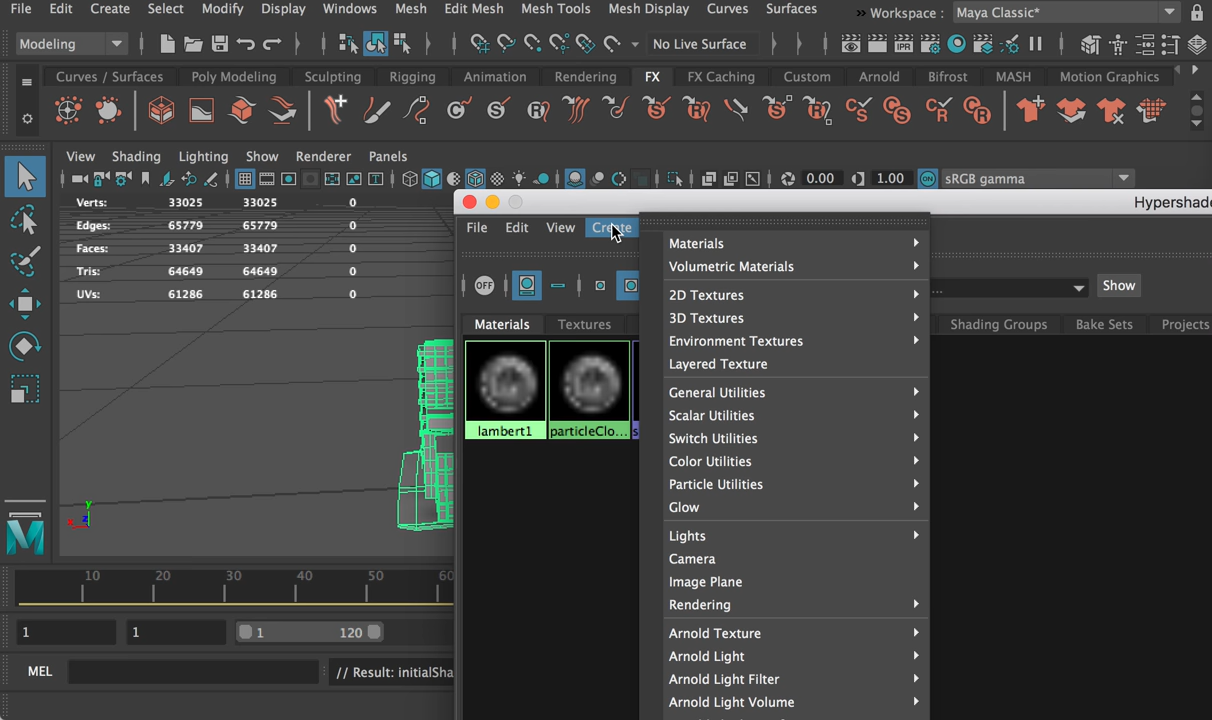 File Edit Create Select Modify Display Windows Mesh Edit Mesh Mesh Tools Mesh Display Curves Surfaces » Workspace : Maya Classic*
Modeling No Live Surface IPR
Curves / Surfaces Poly Modeling Sculpting Rigging Animation Rendering FX FX Caching Custom Arnold Bifrost MASH Motion Graphics
View Shading Lighting Show Renderer Panels
0.00 1.00 ON sRGB gamma
Verts: 33025 33025 0
Edges: 65779 65779 0
Faces: 33407 33407 0
Tris: 64649 64649 0
UVs: 61286 61286 0
Hypershade
File Edit View Create
OFF
... Show
Materials Textures Shading Groups Bake Sets Projects
lambert1 particleClo...
Materials
Volumetric Materials
2D Textures
3D Textures
Environment Textures
Layered Texture
General Utilities
Scalar Utilities
Switch Utilities
Color Utilities
Particle Utilities
Glow
Lights
Camera
Image Plane
Rendering
Arnold Texture
Arnold Light
Arnold Light Filter
Arnold Light Volume
y
x z
M
10 20 30 40 50 60
1 1 1 120
MEL // Result: initialSha